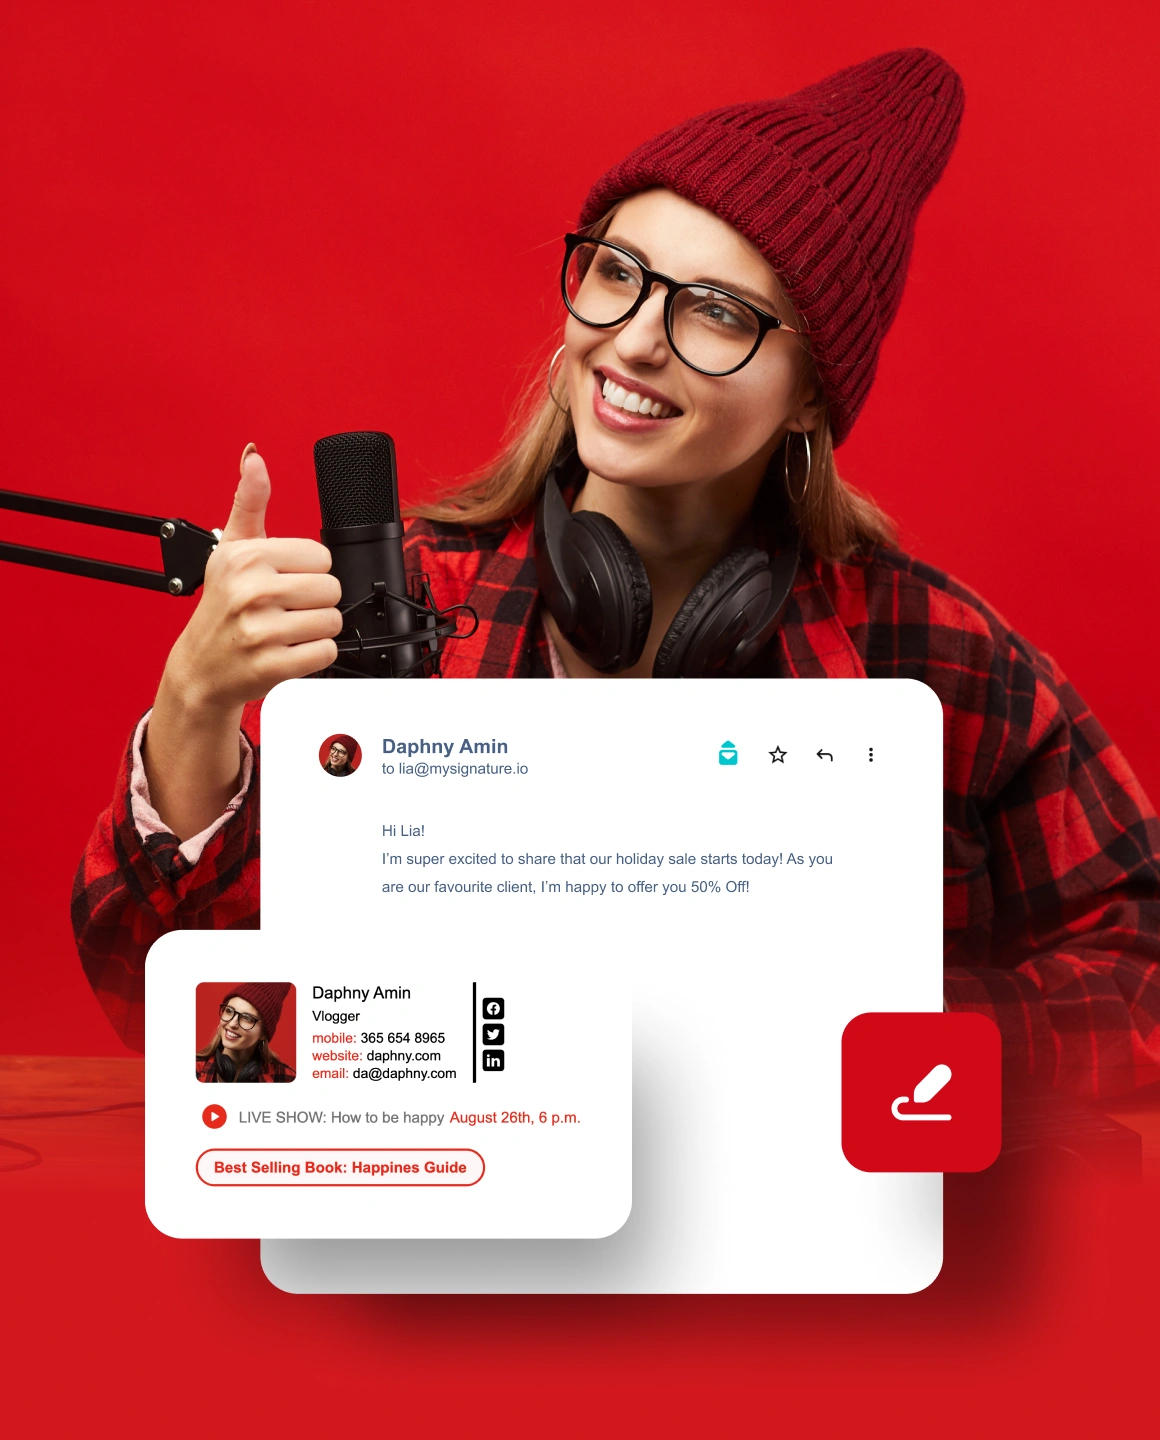 Daphny Amin
to lia@mysignature.io
Hi Lia!
I'm super excited to share that our holiday sale starts today! As you
are our favourite client, I'm happy to offer you 50% Off!
Daphny Amin
Vlogger
mobile: 365 654 8965
website: daphny.com
email: da@daphny.com
in
LIVE SHOW: How to be happy August 26th, 6 p.m.
Best Selling Book: Happines Guide